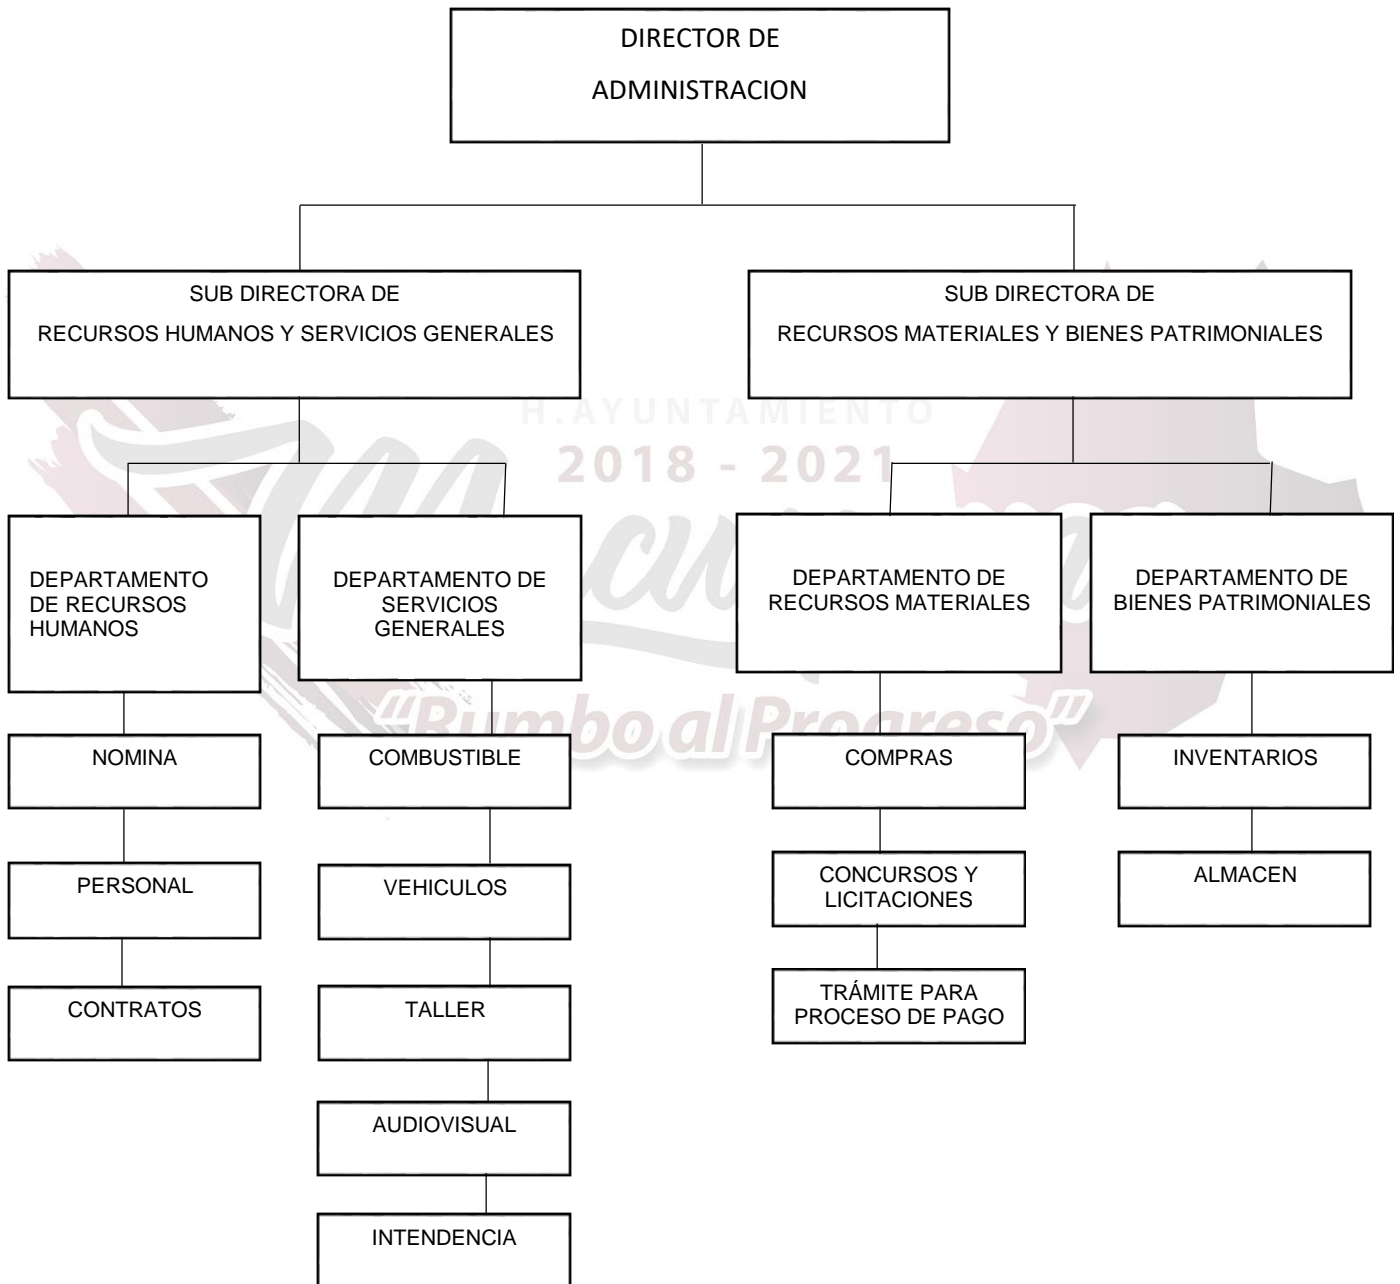 DIRECTOR DE
ADMINISTRACION
SUB DIRECTORA DE
RECURSOS HUMANOS Y SERVICIOS GENERALES
SUB DIRECTORA DE
RECURSOS MATERIALES Y BIENES PATRIMONIALES
H. AYUNTAMIENTO
2018 - 2021
DEPARTAMENTO
DE RECURSOS
HUMANOS
DEPARTAMENTO DE
SERVICIOS
GENERALES
DEPARTAMENTO DE
RECURSOS MATERIALES
DEPARTAMENTO DE
BIENES PATRIMONIALES
"Rumbo al Progreso"
NOMINA
COMBUSTIBLE
COMPRAS
INVENTARIOS
PERSONAL
VEHICULOS
CONCURSOS Y
LICITACIONES
ALMACEN
CONTRATOS
TALLER
TRÁMITE PARA
PROCESO DE PAGO
AUDIOVISUAL
INTENDENCIA